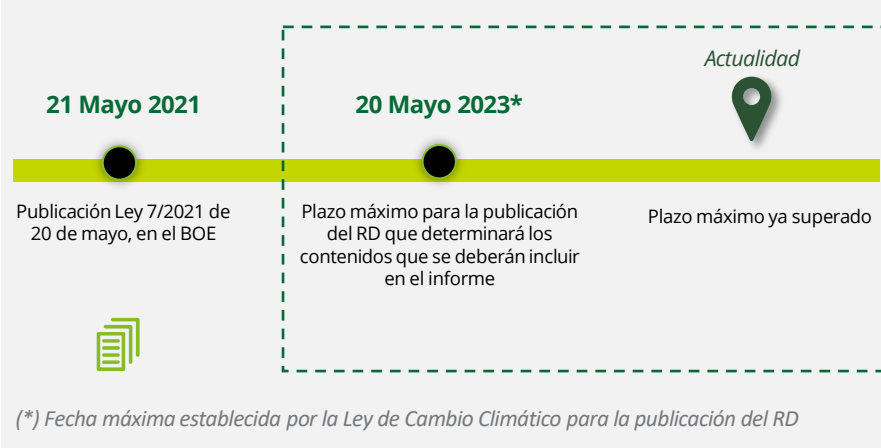 Actualidad
21 Mayo 2021
20 Mayo 2023*
Publicación Ley 7/2021 de
20 de mayo, en el BOE
Plazo máximo para la publicación
del RD que determinará los
contenidos que se deberán incluir
en el informe
Plazo máximo ya superado
(*) Fecha máxima establecida por la Ley de Cambio Climático para la publicación del RD